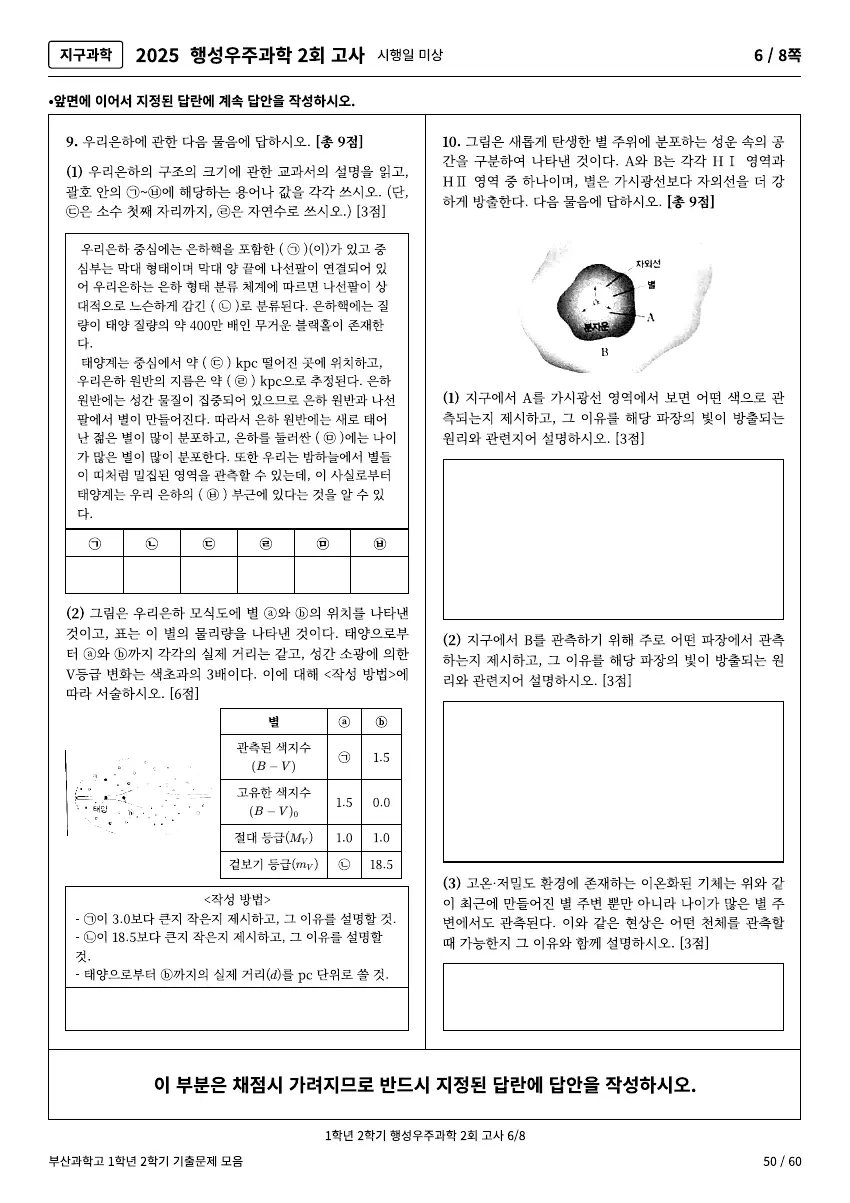 지구과학 2025 행성우주과학 2회 고사 시행일 미상 6 / 8쪽
•앞면에 이어서 지정된 답란에 계속 답안을 작성하시오.
9. 우리은하에 관한 다음 물음에 답하시오. [총 9점]
(1) 우리은하의 구조의 크기에 관한 교과서의 설명을 읽고,
괄호 안의 ㉠~㉥에 해당하는 용어나 값을 각각 쓰시오. (단,
㉢은 소수 첫째 자리까지, ㉣은 자연수로 쓰시오.) [3점]
우리은하 중심에는 은하핵을 포함한 ( ㉠ )(이)가 있고 중
심부는 막대 형태이며 막대 양 끝에 나선팔이 연결되어 있
어 우리은하는 은하 형태 분류 체계에 따르면 나선팔이 상
대적으로 느슨하게 감긴 ( ㉡ )로 분류된다. 은하핵에는 질
량이 태양 질량의 약 400만 배인 무거운 블랙홀이 존재한
다.
태양계는 중심에서 약 ( ㉢ ) kpc 떨어진 곳에 위치하고,
우리은하 원반의 지름은 약 ( ㉣ ) kpc으로 추정된다. 은하
원반에는 성간 물질이 집중되어 있으므로 은하 원반과 나선
팔에서 별이 만들어진다. 따라서 은하 원반에는 새로 태어
난 젊은 별이 많이 분포하고, 은하를 둘러싼 ( ㉤ )에는 나이
가 많은 별이 많이 분포한다. 또한 우리는 밤하늘에서 별들
이 띠처럼 밀집된 영역을 관측할 수 있는데, 이 사실로부터
태양계는 우리 은하의 ( ㉥ ) 부근에 있다는 것을 알 수 있
다.
㉠ ㉡ ㉢ ㉣ ㉤ ㉥
(2) 그림은 우리은하 모식도에 별 ⓐ와 ⓑ의 위치를 나타낸
것이고, 표는 이 별의 물리량을 나타낸 것이다. 태양으로부
터 ⓐ와 ⓑ까지 각각의 실제 거리는 같고, 성간 소광에 의한
V등급 변화는 색초과의 3배이다. 이에 대해 <작성 방법>에
따라 서술하시오. [6점]
태양
별 ⓐ ⓑ
관측된 색지수
(B − V) ㉠ 1.5
고유한 색지수
(B − V)₀ 1.5 0.0
절대 등급(M_V) 1.0 1.0
겉보기 등급(m_V) ㉡ 18.5
<작성 방법>
- ㉠이 3.0보다 큰지 작은지 제시하고, 그 이유를 설명할 것.
- ㉡이 18.5보다 큰지 작은지 제시하고, 그 이유를 설명할
것.
- 태양으로부터 ⓑ까지의 실제 거리(d)를 pc 단위로 쓸 것.
10. 그림은 새롭게 탄생한 별 주위에 분포하는 성운 속의 공
간을 구분하여 나타낸 것이다. A와 B는 각각 HⅠ 영역과
HⅡ 영역 중 하나이며, 별은 가시광선보다 자외선을 더 강
하게 방출한다. 다음 물음에 답하시오. [총 9점]
자외선
별
A
분자운
B
(1) 지구에서 A를 가시광선 영역에서 보면 어떤 색으로 관
측되는지 제시하고, 그 이유를 해당 파장의 빛이 방출되는
원리와 관련지어 설명하시오. [3점]
(2) 지구에서 B를 관측하기 위해 주로 어떤 파장에서 관측
하는지 제시하고, 그 이유를 해당 파장의 빛이 방출되는 원
리와 관련지어 설명하시오. [3점]
(3) 고온·저밀도 환경에 존재하는 이온화된 기체는 위와 같
이 최근에 만들어진 별 주변 뿐만 아니라 나이가 많은 별 주
변에서도 관측된다. 이와 같은 현상은 어떤 천체를 관측할
때 가능한지 그 이유와 함께 설명하시오. [3점]
이 부분은 채점시 가려지므로 반드시 지정된 답란에 답안을 작성하시오.
1학년 2학기 행성우주과학 2회 고사 6/8
부산과학고 1학년 2학기 기출문제 모음 50 / 60